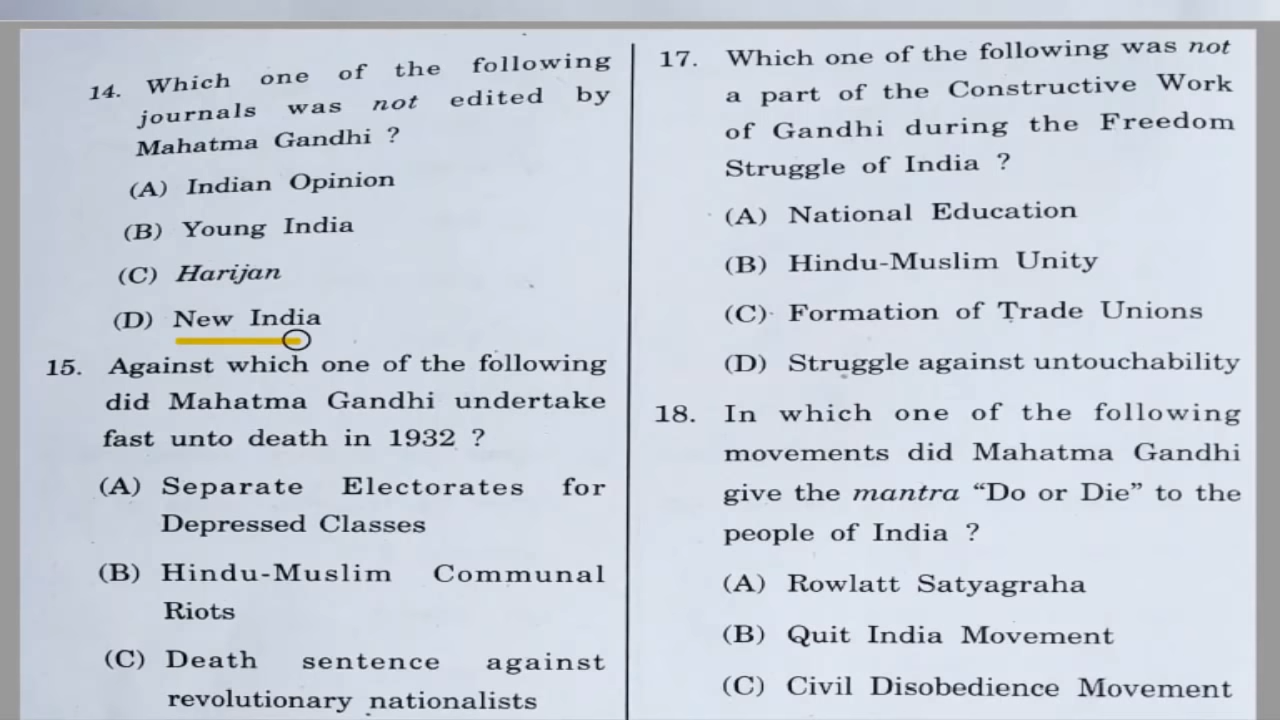 14. Which one of the following
journals was not edited by
Mahatma Gandhi ?
(A) Indian Opinion
(B) Young India
(C) Harijan
(D) New India
15. Against which one of the following
did Mahatma Gandhi undertake
fast unto death in 1932 ?
(A) Separate Electorates for
Depressed Classes
(B) Hindu-Muslim Communal
Riots
(C) Death sentence against
revolutionary nationalists
17. Which one of the following was not
a part of the Constructive Work
of Gandhi during the Freedom
Struggle of India ?
(A) National Education
(B) Hindu-Muslim Unity
(C) Formation of Trade Unions
(D) Struggle against untouchability
18. In which one of the following
movements did Mahatma Gandhi
give the mantra “Do or Die” to the
people of India ?
(A) Rowlatt Satyagraha
(B) Quit India Movement
(C) Civil Disobedience Movement